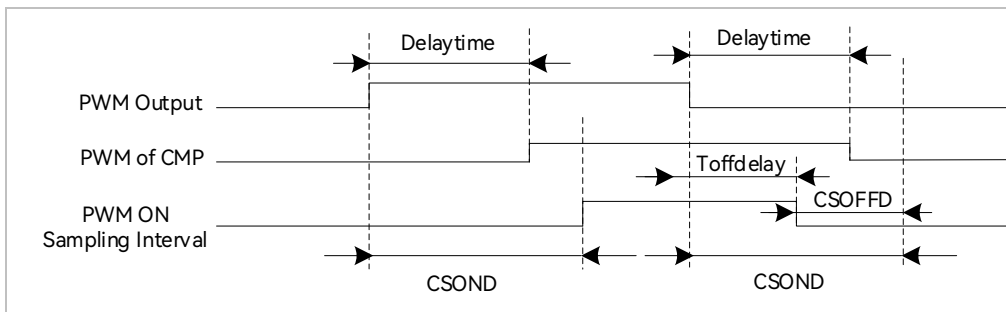 Delaytime
Delaytime
PWM Output
PWM of CMP
Toffdelay
CSOFFD
PWM ON
Sampling Interval
CSOND
CSOND